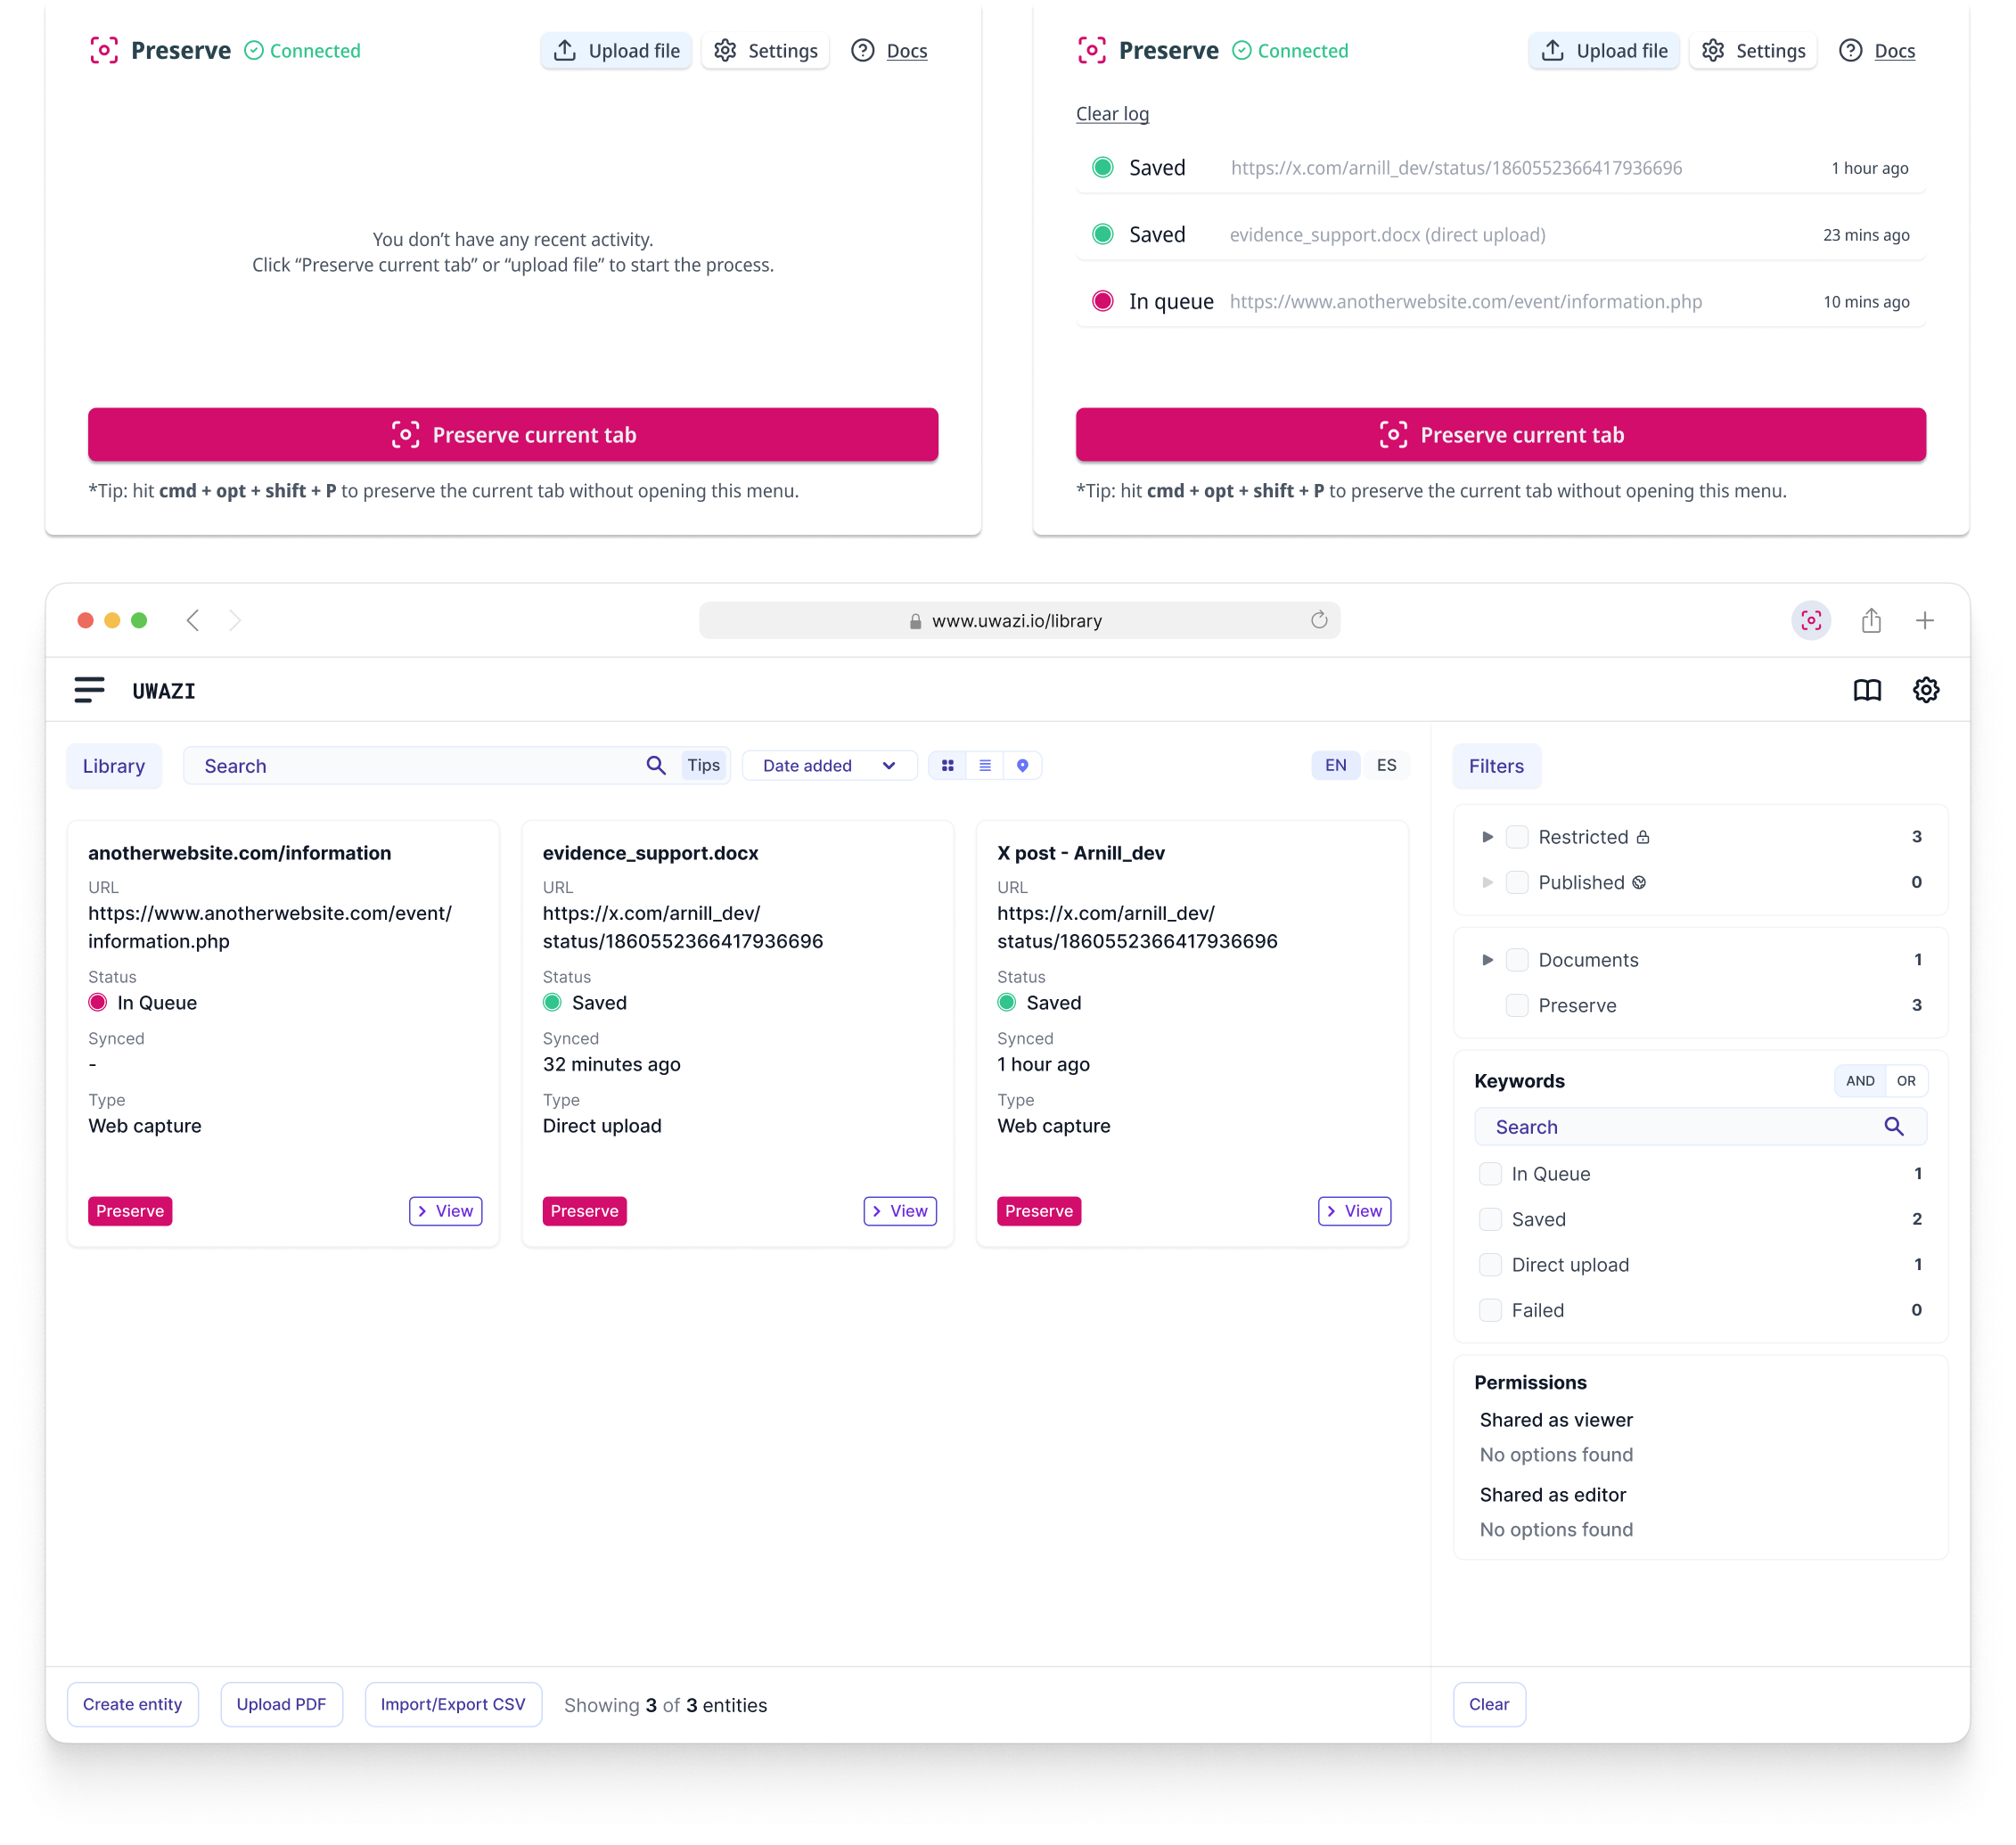 Preserve Connected Upload file Settings Docs
You don’t have any recent activity.
Click “Preserve current tab” or “upload file” to start the process.
Preserve current tab
*Tip: hit cmd + opt + shift + P to preserve the current tab without opening this menu.
Preserve Connected Upload file Settings Docs
Clear log
Saved https://x.com/arnill_dev/status/1860552366417936696 1 hour ago
Saved evidence_support.docx (direct upload) 23 mins ago
In queue https://www.anotherwebsite.com/event/information.php 10 mins ago
Preserve current tab
*Tip: hit cmd + opt + shift + P to preserve the current tab without opening this menu.
www.uwazi.io/library
UWAZI
Library Search Tips Date added EN ES
anotherwebsite.com/information
URL
https://www.anotherwebsite.com/event/
information.php
Status
In Queue
Synced
-
Type
Web capture
Preserve View
evidence_support.docx
URL
https://x.com/arnill_dev/
status/1860552366417936696
Status
Saved
Synced
32 minutes ago
Type
Direct upload
Preserve View
X post - Arnill_dev
URL
https://x.com/arnill_dev/
status/1860552366417936696
Status
Saved
Synced
1 hour ago
Type
Web capture
Preserve View
Filters
Restricted 3
Published 0
Documents 1
Preserve 3
Keywords AND OR
Search
In Queue 1
Saved 2
Direct upload 1
Failed 0
Permissions
Shared as viewer
No options found
Shared as editor
No options found
Create entity Upload PDF Import/Export CSV Showing 3 of 3 entities
Clear